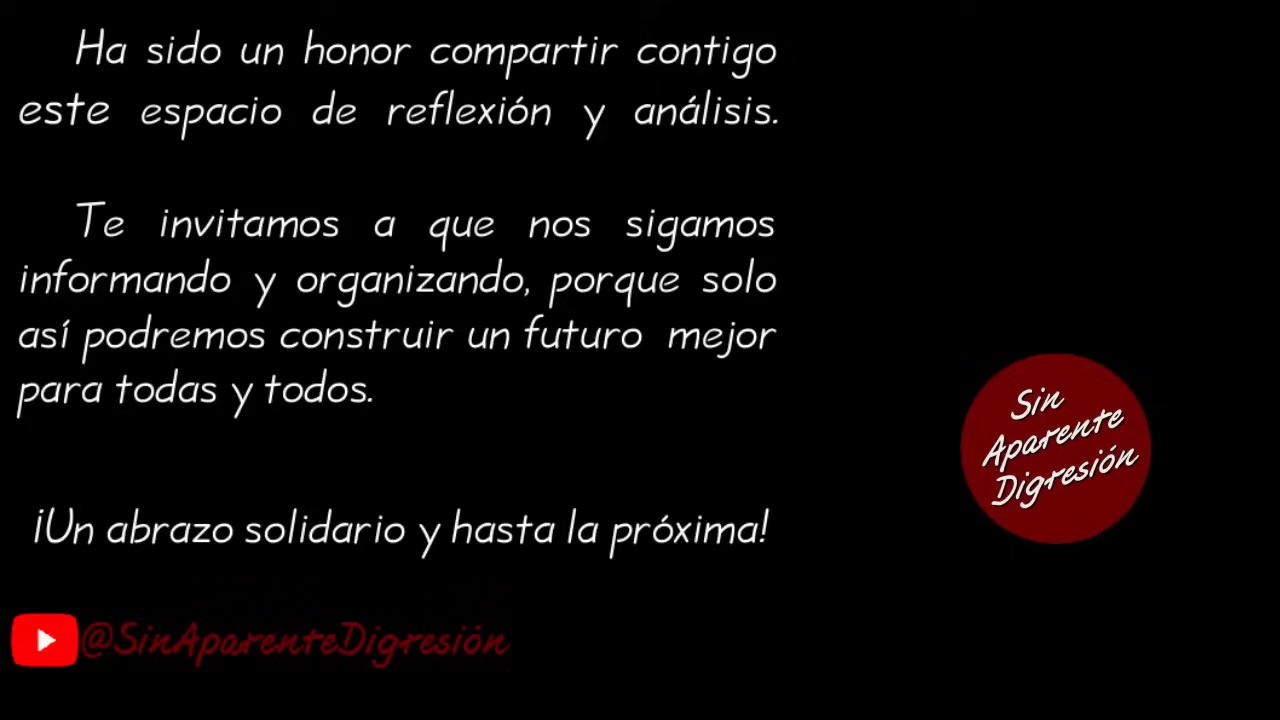 Ha sido un honor compartir contigo
este espacio de reflexión y análisis.
Te invitamos a que nos sigamos
informando y organizando, porque solo
así podremos construir un futuro mejor
para todas y todos.
¡Un abrazo solidario y hasta la próxima!
Sin
Aparente
Digresión
@SinAparenteDigresión